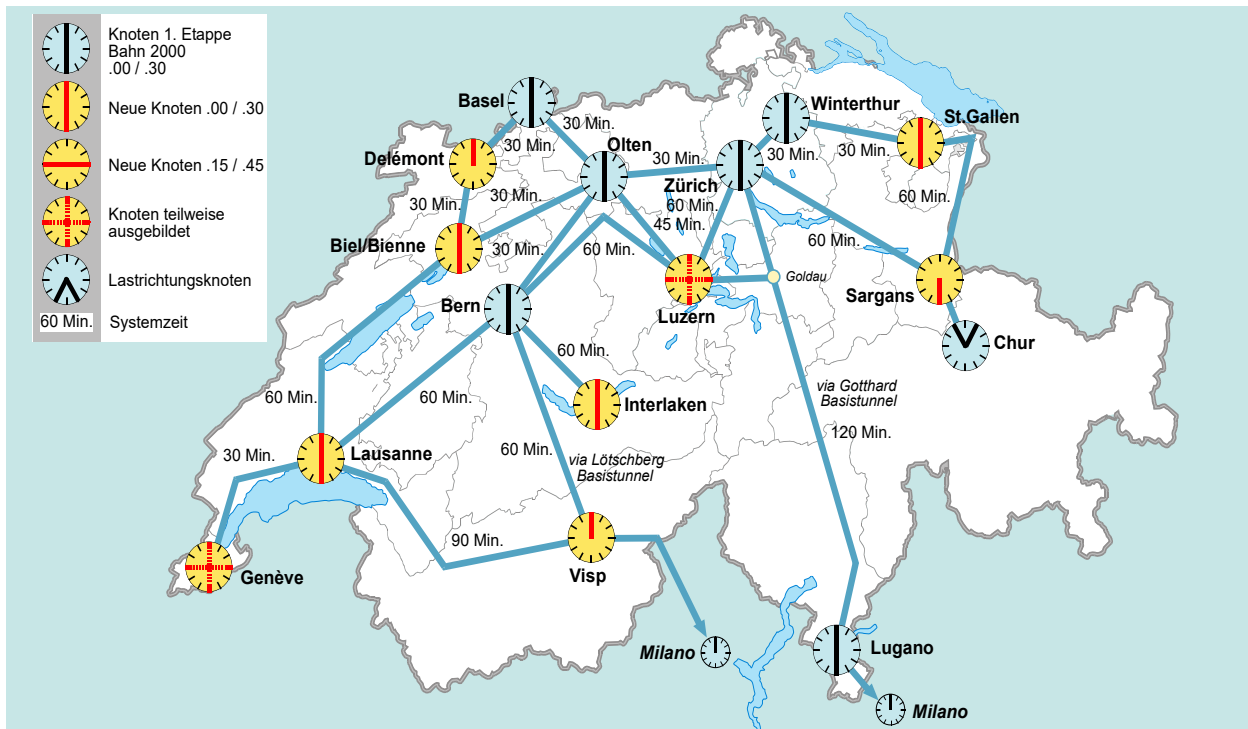 Knoten 1. Etappe
Bahn 2000
.00 / .30
Neue Knoten .00 / .30
Neue Knoten .15 / .45
Knoten teilweise
ausgebildet
Lastrichtungsknoten
60 Min.
Systemzeit
Basel
30 Min.
Winterthur
St.Gallen
Delémont
30 Min.
Olten
30 Min.
30 Min.
30 Min.
Zürich
60 Min.
45 Min.
60 Min.
30 Min.
30 Min.
Biel/Bienne
30 Min.
60 Min.
60 Min.
Goldau
Bern
Luzern
Sargans
Chur
60 Min.
60 Min.
60 Min.
Interlaken
via Gotthard
Basistunnel
120 Min.
30 Min.
Lausanne
60 Min.
via Lötschberg
Basistunnel
90 Min.
Genève
Visp
Milano
Lugano
Milano